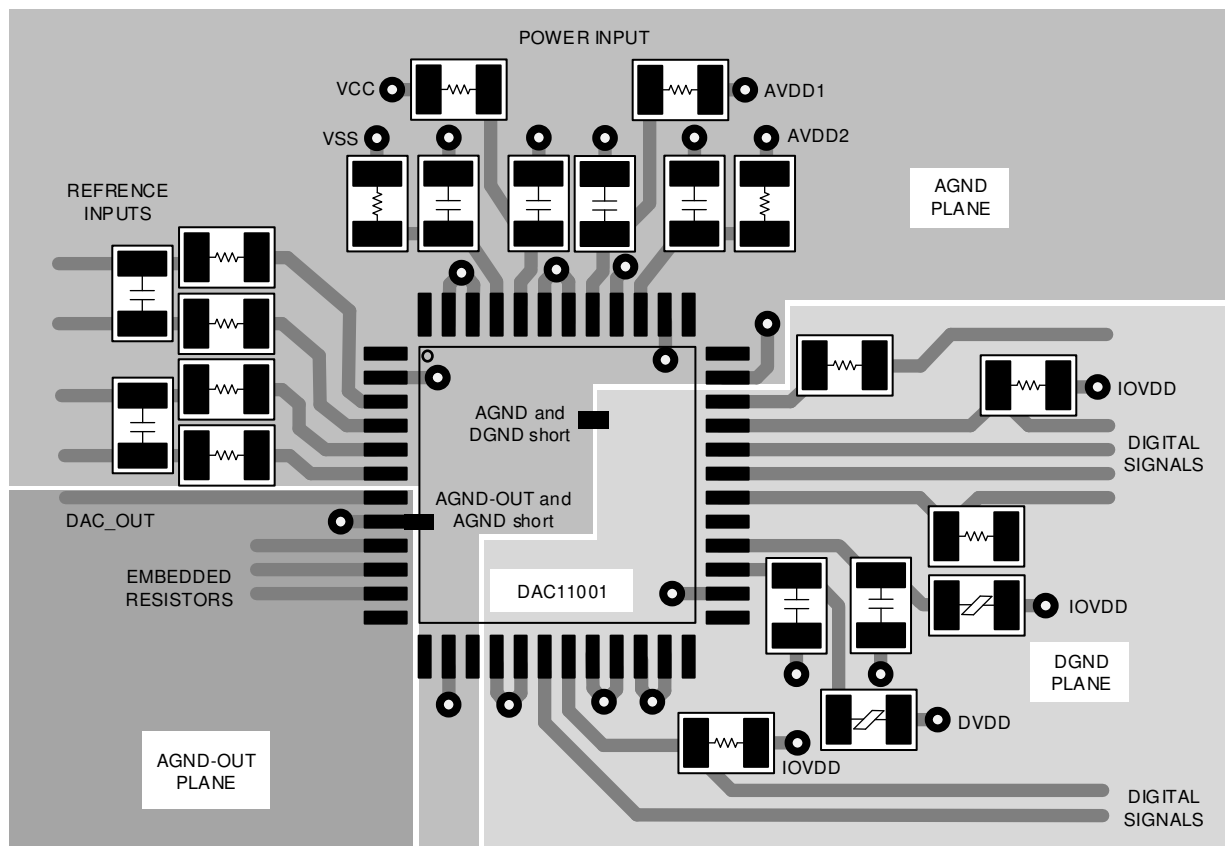 POWER INPUT
VCC
AVDD1
VSS
AVDD2
REFRENCE
INPUTS
AGND
PLANE
IOVDD
AGND and
DGND short
DIGITAL
SIGNALS
AGND-OUT and
AGND short
DAC_OUT
EMBEDDED
RESISTORS
DAC11001
IOVDD
DGND
PLANE
DVDD
AGND-OUT
PLANE
IOVDD
DIGITAL
SIGNALS